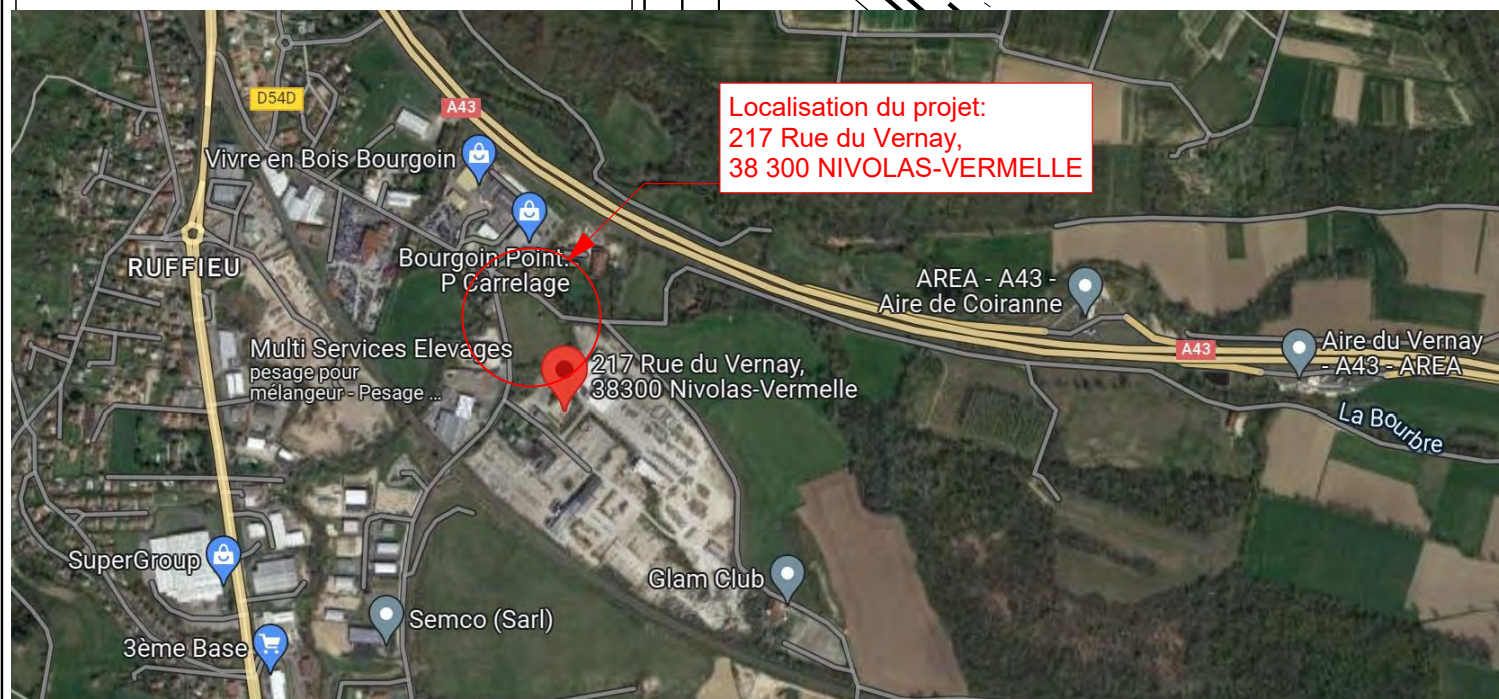 D54D
A43
Localisation du projet:
217 Rue du Vernay,
38 300 NIVOLAS-VERMELLE
Vivre en Bois Bourgoin
RUFFIEU
Bourgoin Point.
P Carrelage
AREA - A43 -
Aire de Coiranne
Multi Services Elevages
pesage pour
mélangeur - Pesage ...
217 Rue du Vernay,
38300 Nivolas-Vermelle
A43
Aire du Vernay
- A43 - AREA
La Bourbre
SuperGroup
Glam Club
Semco (Sarl)
3ème Base